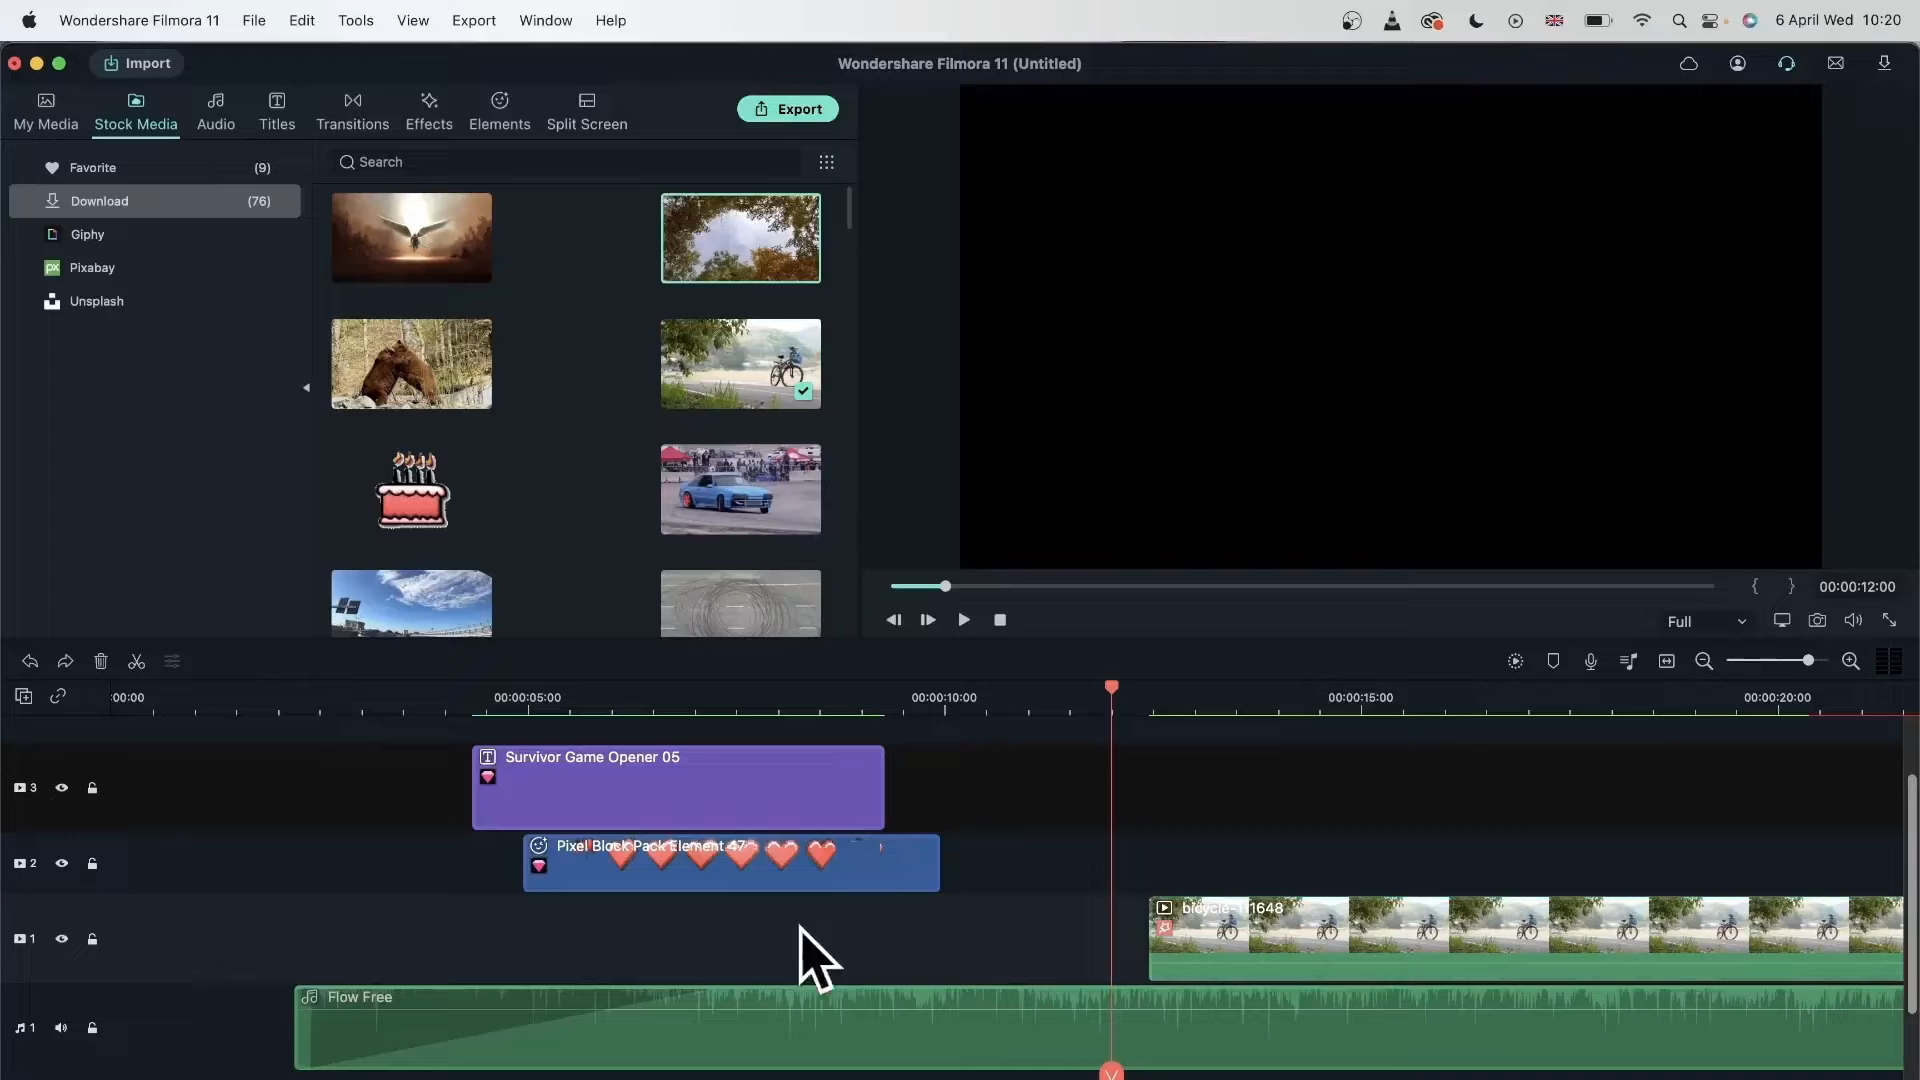 Wondershare Filmora 11 File Edit Tools View Export Window Help 6 April Wed 10:20
Import Wondershare Filmora 11 (Untitled)
My Media Stock Media Audio Titles Transitions Effects Elements Split Screen Export
Favorite (9)
Download (76)
Giphy
Pixabay
Unsplash
Search
00:00:12:00
Full
:00:00 00:00:05:00 00:00:10:00 00:00:15:00 00:00:20:00
Survivor Game Opener 05
3
Pixel Block Pack Element 47
2
1
Flow Free
1